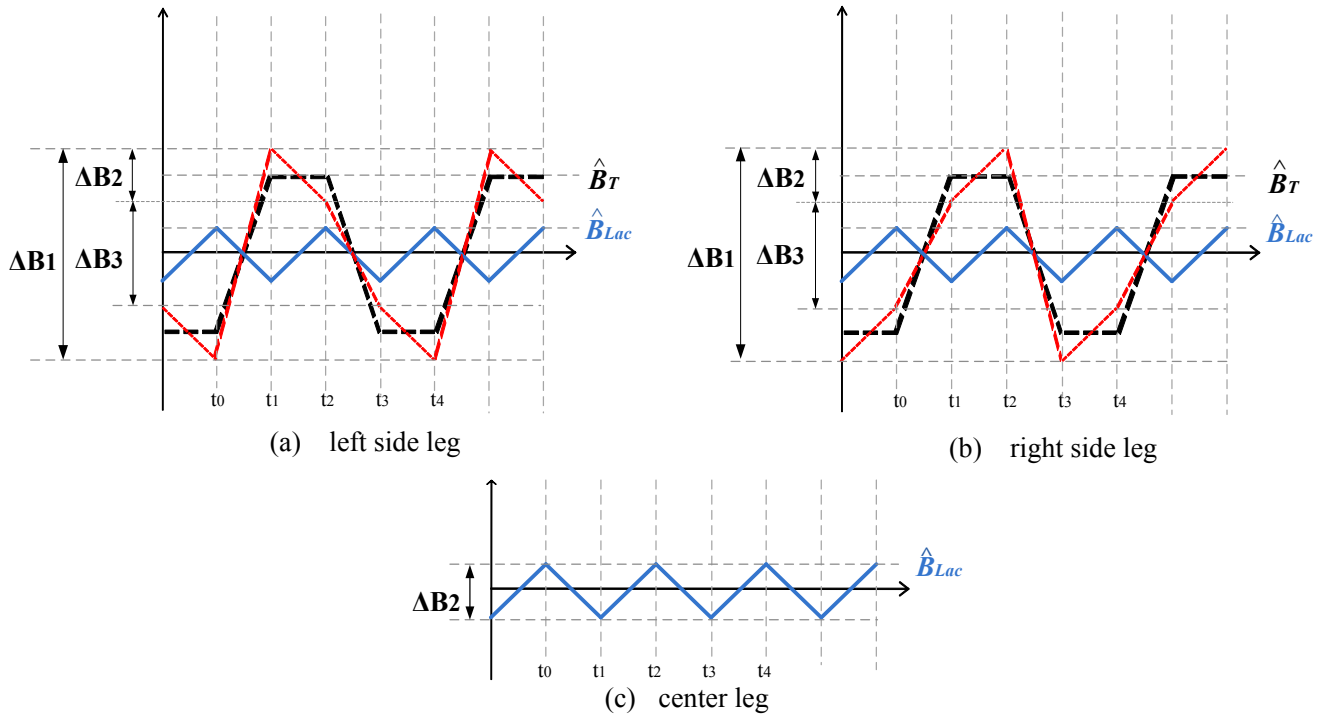 ΔB1
ΔB2
ΔB3
B̂T
B̂Lac
t0 t1 t2 t3 t4
(a) left side leg
ΔB1
ΔB2
ΔB3
B̂T
B̂Lac
t0 t1 t2 t3 t4
(b) right side leg
ΔB2
B̂Lac
t0 t1 t2 t3 t4
(c) center leg